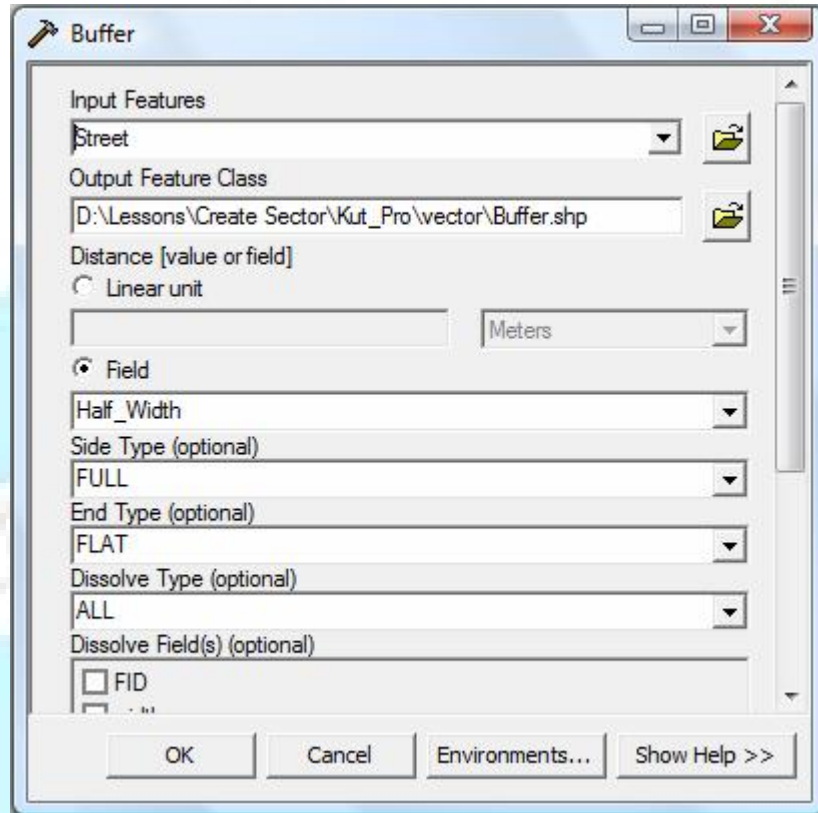 Buffer
Input Features
Street
Output Feature Class
D:\Lessons\Create Sector\Kut_Pro\vector\Buffer.shp
Distance [value or field]
Linear unit
Meters
Field
Half_Width
Side Type (optional)
FULL
End Type (optional)
FLAT
Dissolve Type (optional)
ALL
Dissolve Field(s) (optional)
FID
OK Cancel Environments... Show Help >>